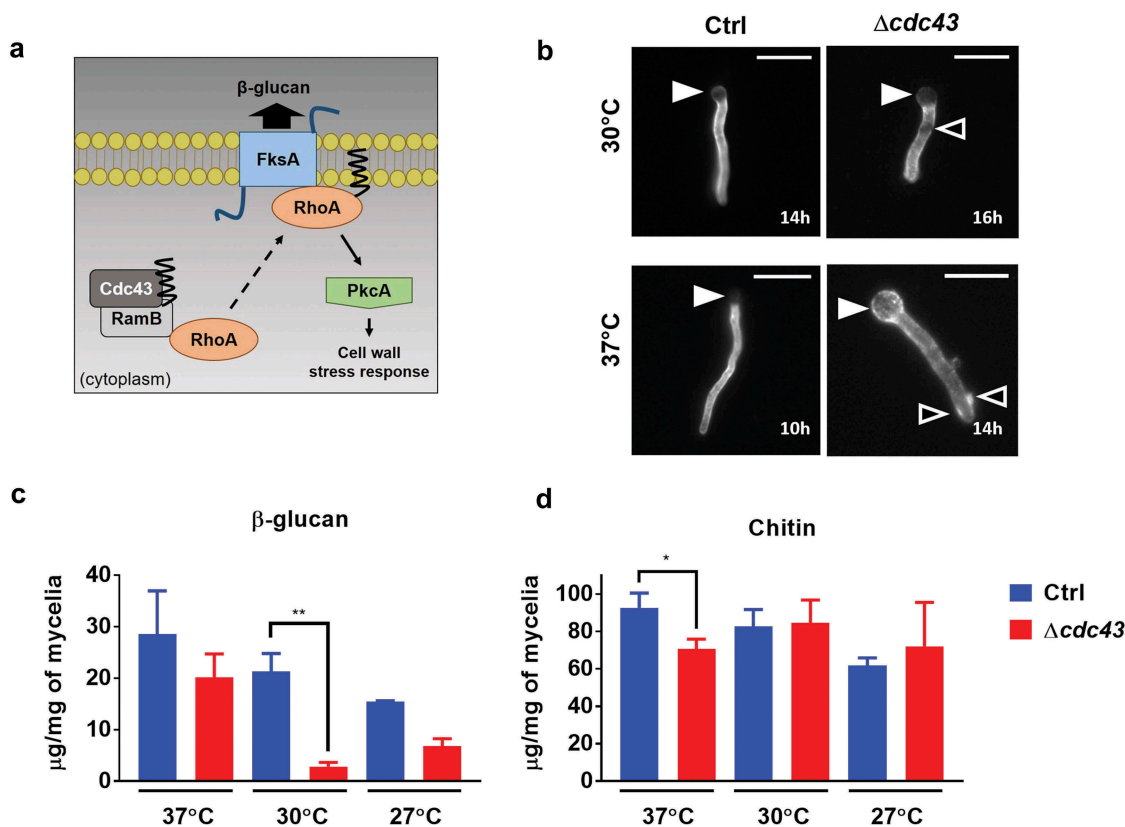 a
β-glucan
FksA
RhoA
Cdc43
RamB
RhoA
PkcA
Cell wall
stress response
(cytoplasm)
b
Ctrl
Δcdc43
30°C
14h
16h
37°C
10h
14h
c
β-glucan
μg/mg of mycelia
40
30
20
10
0
**
37°C
30°C
27°C
d
Chitin
μg/mg of mycelia
100
80
60
40
20
0
*
37°C
30°C
27°C
Ctrl
Δcdc43